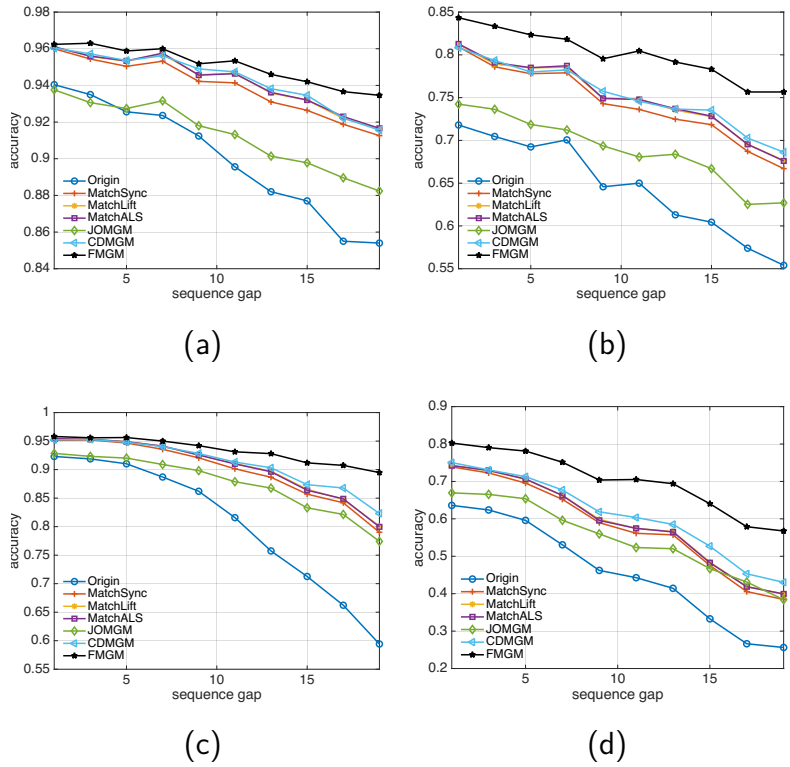 0.98
0.96
0.94
0.92
0.9
0.88
0.86
0.84
accuracy
Origin
MatchSync
MatchLift
MatchALS
JOMGM
CDMGM
FMGM
5 10 15
sequence gap
(a)
0.85
0.8
0.75
0.7
0.65
0.6
0.55
accuracy
Origin
MatchSync
MatchLift
MatchALS
JOMGM
CDMGM
FMGM
5 10 15
sequence gap
(b)
1
0.95
0.9
0.85
0.8
0.75
0.7
0.65
0.6
0.55
accuracy
Origin
MatchSync
MatchLift
MatchALS
JOMGM
CDMGM
FMGM
5 10 15
sequence gap
(c)
0.9
0.8
0.7
0.6
0.5
0.4
0.3
0.2
accuracy
Origin
MatchSync
MatchLift
MatchALS
JOMGM
CDMGM
FMGM
5 10 15
sequence gap
(d)